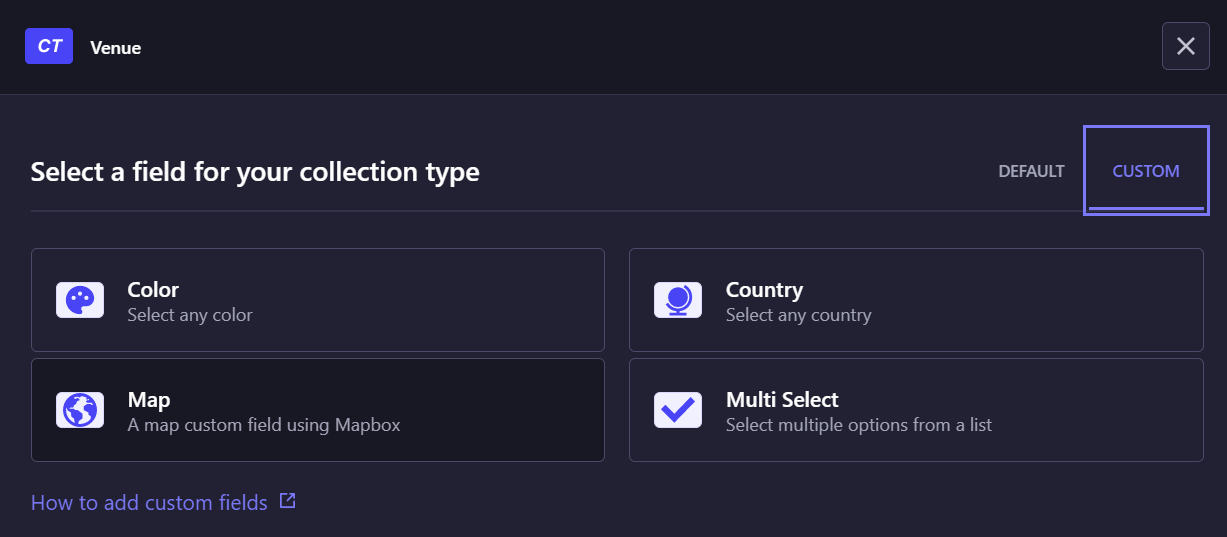 CT Venue
Select a field for your collection type
DEFAULT CUSTOM
Color
Select any color
Country
Select any country
Map
A map custom field using Mapbox
Multi Select
Select multiple options from a list
How to add custom fields